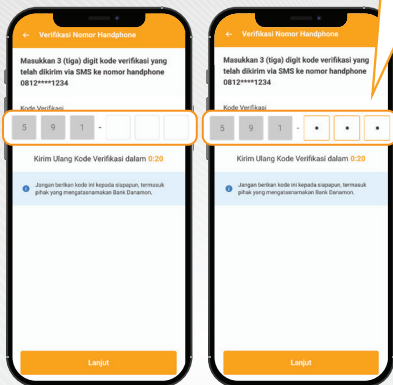 ← Verifikasi Nomor Handphone
Masukkan 3 (tiga) digit kode verifikasi yang
telah dikirim via SMS ke nomor handphone
0812****1234
Kode Verifikasi
5 9 1 -
Kirim Ulang Kode Verifikasi dalam 0:20
Jangan berikan kode ini kepada siapapun, termasuk
pihak yang mengatasnamakan Bank Danamon.
Lanjut
← Verifikasi Nomor Handphone
Masukkan 3 (tiga) digit kode verifikasi yang
telah dikirim via SMS ke nomor handphone
0812****1234
Kode Verifikasi
5 9 1 - • • •
Kirim Ulang Kode Verifikasi dalam 0:20
Jangan berikan kode ini kepada siapapun, termasuk
pihak yang mengatasnamakan Bank Danamon.
Lanjut